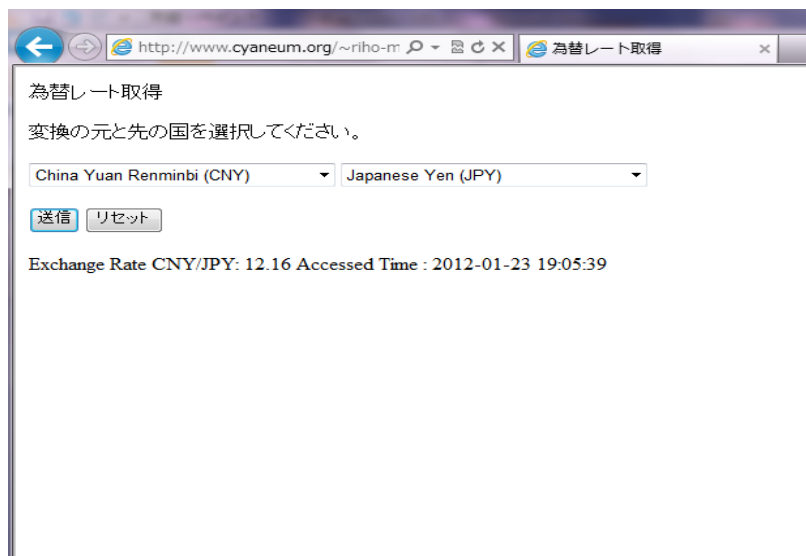 http://www.cyaneum.org/~riho-m
為替レート取得
為替レート取得
変換の元と先の国を選択してください。
China Yuan Renminbi (CNY) Japanese Yen (JPY)
送信 リセット
Exchange Rate CNY/JPY: 12.16 Accessed Time : 2012-01-23 19:05:39